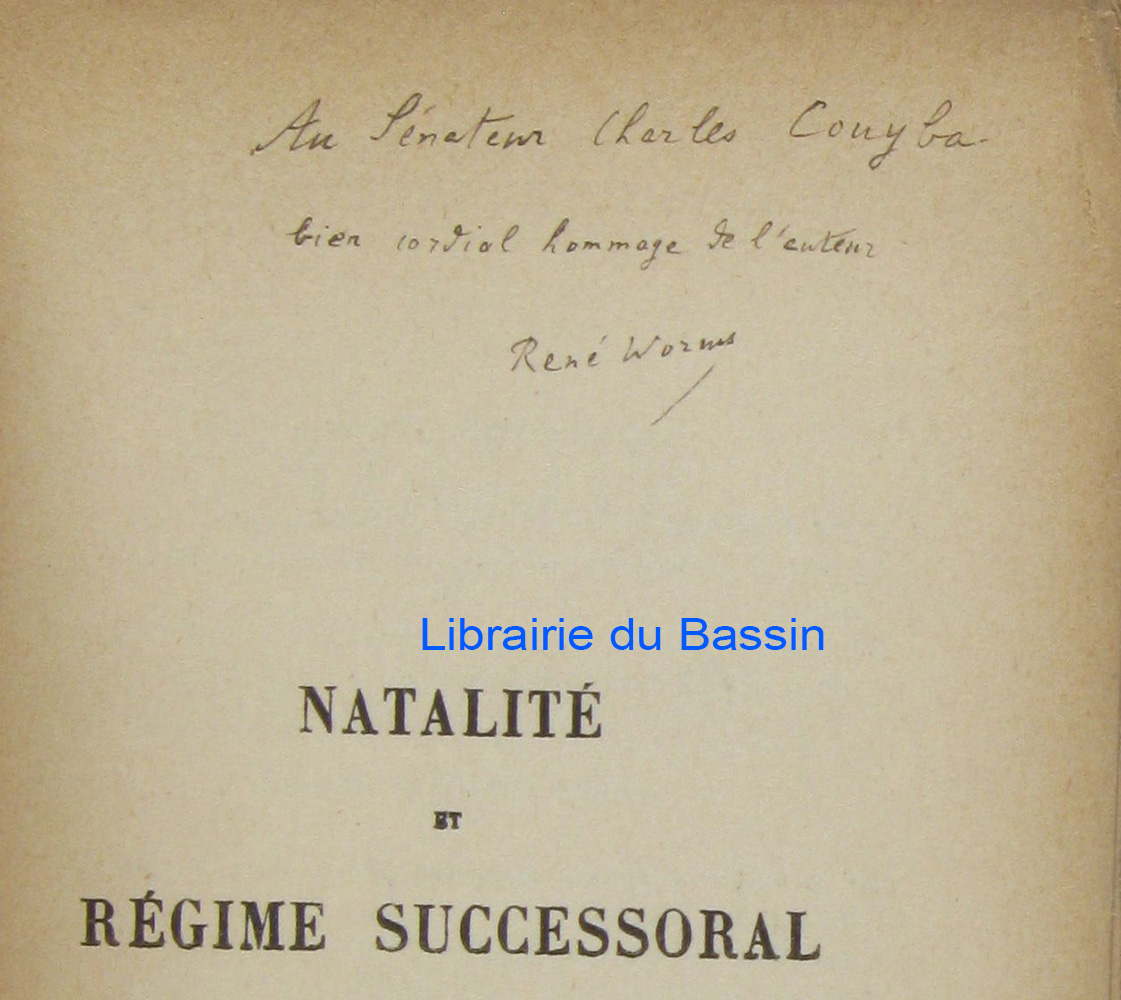 Au Sénateur Charles Couyba.
bien cordial hommage de l'auteur
René Worms
Librairie du Bassin
NATALITÉ
ET
RÉGIME SUCCESSORAL